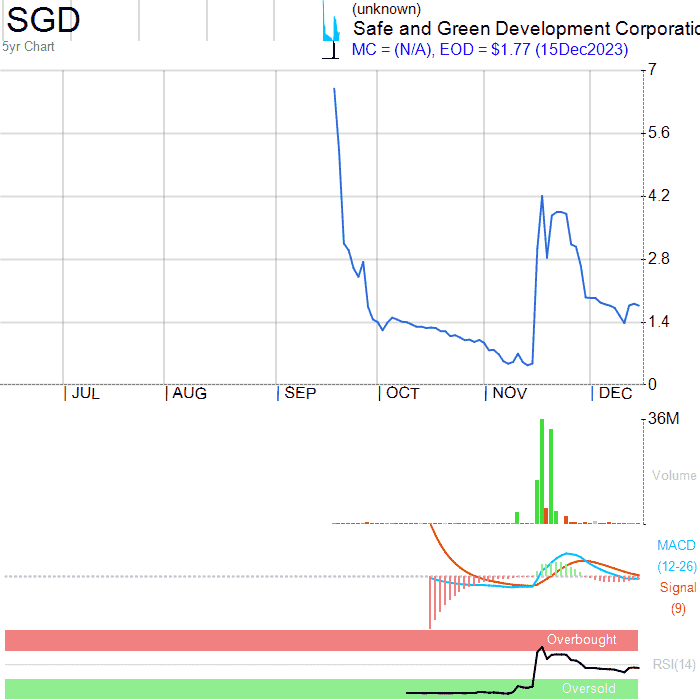 SGD
5yr Chart
(unknown)
Safe and Green Development Corporatio
MC = (N/A), EOD = $1.77 (15Dec2023)
7
5.6
4.2
2.8
1.4
0
JUL AUG SEP OCT NOV DEC
36M
Volume
MACD
(12-26)
Signal
(9)
Overbought
RSI(14)
Oversold